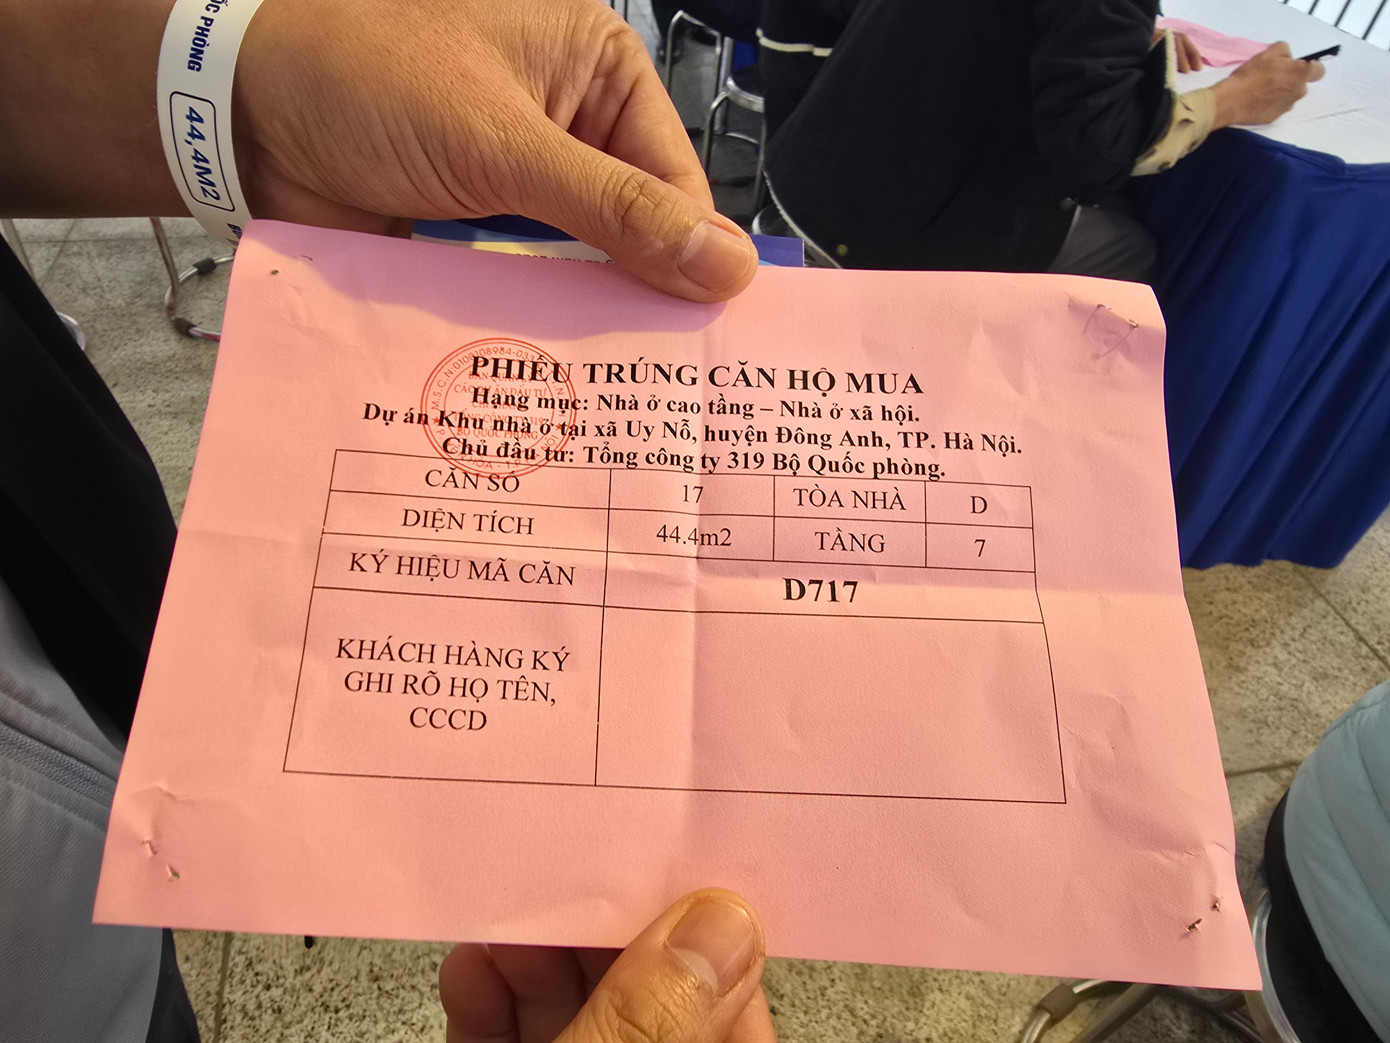 ỐC PHÒNG
44,4M2
PHIẾU TRÚNG CĂN HỘ MUA
Hạng mục: Nhà ở cao tầng – Nhà ở xã hội.
Dự án Khu nhà ở tại xã Uy Nỗ, huyện Đông Anh, TP. Hà Nội.
Chủ đầu tư: Tổng công ty 319 Bộ Quốc phòng.
CĂN SỐ 17 TÒA NHÀ D
DIỆN TÍCH 44.4m2 TẦNG 7
KÝ HIỆU MÃ CĂN D717
KHÁCH HÀNG KÝ
GHI RÕ HỌ TÊN,
CCCD